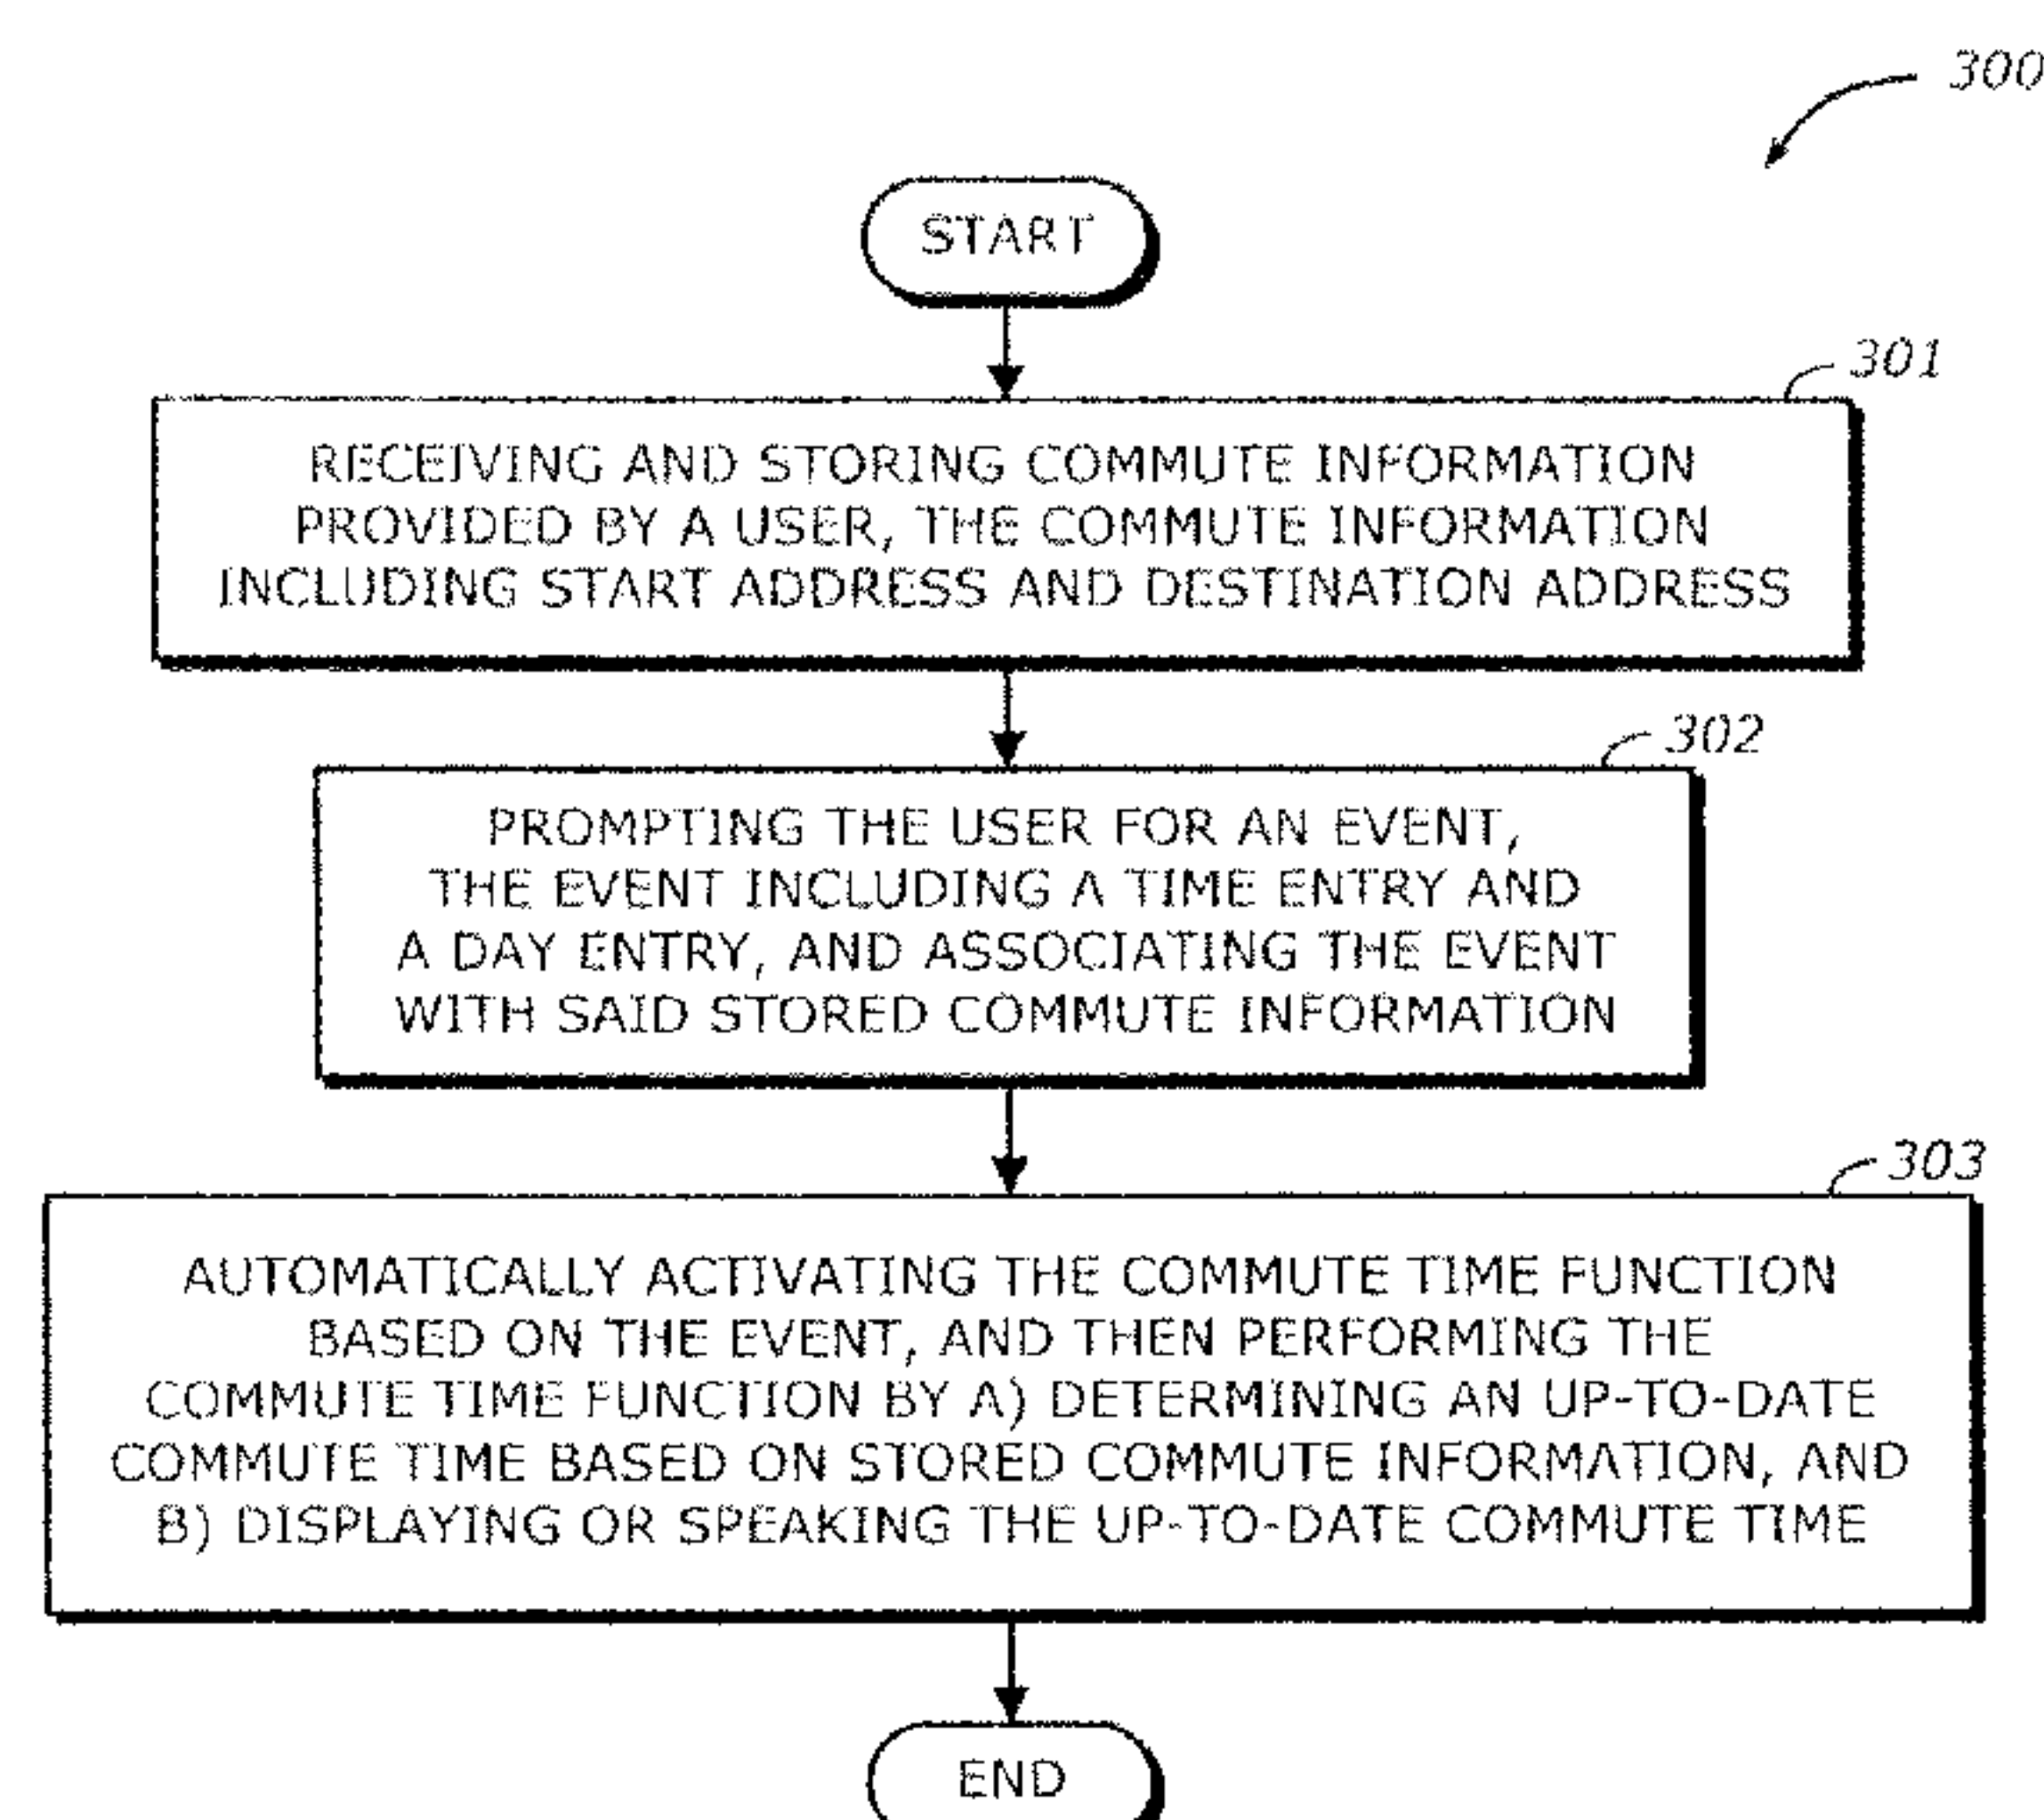 300
START
301
RECEIVING AND STORING COMMUTE INFORMATION
PROVIDED BY A USER, THE COMMUTE INFORMATION
INCLUDING START ADDRESS AND DESTINATION ADDRESS
302
PROMPTING THE USER FOR AN EVENT,
THE EVENT INCLUDING A TIME ENTRY AND
A DAY ENTRY, AND ASSOCIATING THE EVENT
WITH SAID STORED COMMUTE INFORMATION
303
AUTOMATICALLY ACTIVATING THE COMMUTE TIME FUNCTION
BASED ON THE EVENT, AND THEN PERFORMING THE
COMMUTE TIME FUNCTION BY A) DETERMINING AN UP-TO-DATE
COMMUTE TIME BASED ON STORED COMMUTE INFORMATION, AND
B) DISPLAYING OR SPEAKING THE UP-TO-DATE COMMUTE TIME
END